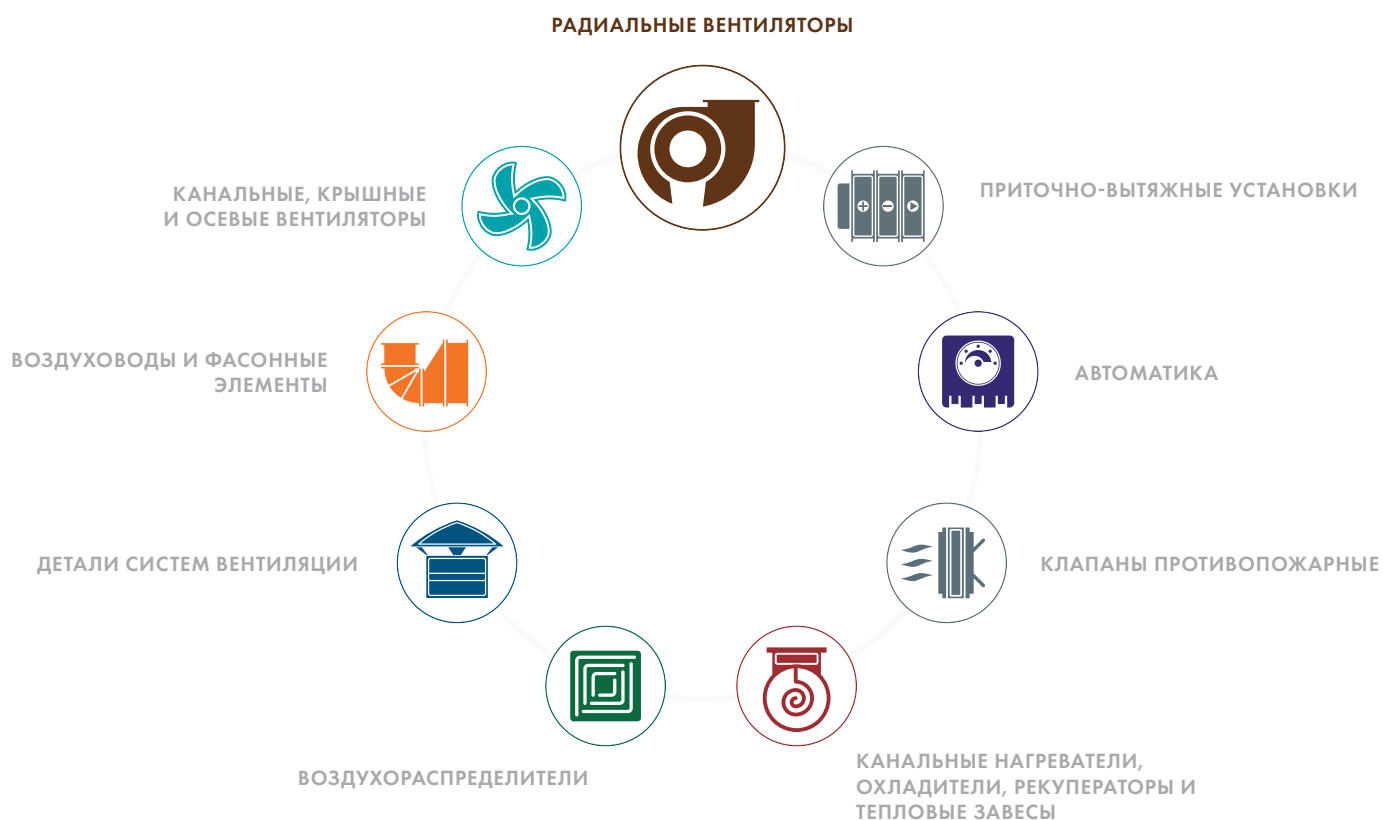 РАДИАЛЬНЫЕ ВЕНТИЛЯТОРЫ
КАНАЛЬНЫЕ, КРЫШНЫЕ
И ОСЕВЫЕ ВЕНТИЛЯТОРЫ
ПРИТОЧНО-ВЫТЯЖНЫЕ УСТАНОВКИ
ВОЗДУХОВОДЫ И ФАСОННЫЕ
ЭЛЕМЕНТЫ
АВТОМАТИКА
ДЕТАЛИ СИСТЕМ ВЕНТИЛЯЦИИ
КЛАПАНЫ ПРОТИВОПОЖАРНЫЕ
ВОЗДУХОРАСПРЕДЕЛИТЕЛИ
КАНАЛЬНЫЕ НАГРЕВАТЕЛИ,
ОХЛАДИТЕЛИ, РЕКУПЕРАТОРЫ И
ТЕПЛОВЫЕ ЗАВЕСЫ